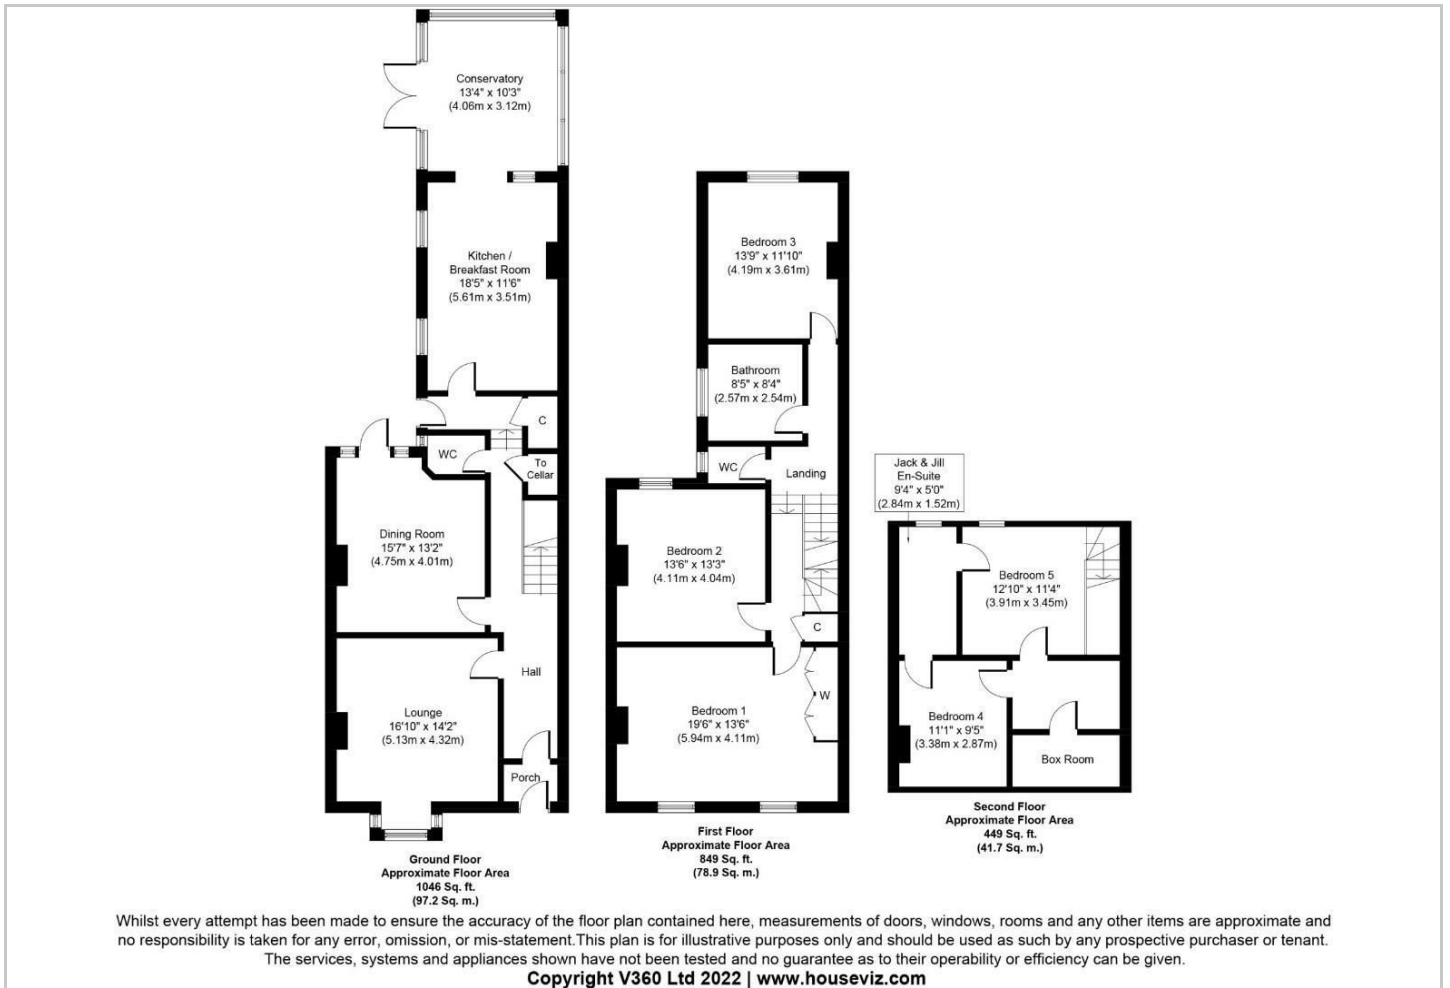 Conservatory
13'4" x 10'3"
(4.06m x 3.12m)
Kitchen /
Breakfast Room
18'5" x 11'6"
(5.61m x 3.51m)
C
WC
To
Cellar
Dining Room
15'7" x 13'2"
(4.75m x 4.01m)
Hall
Lounge
16'10" x 14'2"
(5.13m x 4.32m)
Porch
Ground Floor
Approximate Floor Area
1046 Sq. ft.
(97.2 Sq. m.)
Bedroom 3
13'9" x 11'10"
(4.19m x 3.61m)
Bathroom
8'5" x 8'4"
(2.57m x 2.54m)
WC
Landing
Bedroom 2
13'6" x 13'3"
(4.11m x 4.04m)
C
Bedroom 1
19'6" x 13'6"
(5.94m x 4.11m)
W
First Floor
Approximate Floor Area
849 Sq. ft.
(78.9 Sq. m.)
Jack & Jill
En-Suite
9'4" x 5'0"
(2.84m x 1.52m)
Bedroom 5
12'10" x 11'4"
(3.91m x 3.45m)
Bedroom 4
11'1" x 9'5"
(3.38m x 2.87m)
Box Room
Second Floor
Approximate Floor Area
449 Sq. ft.
(41.7 Sq. m.)
Whilst every attempt has been made to ensure the accuracy of the floor plan contained here, measurements of doors, windows, rooms and any other items are approximate and
no responsibility is taken for any error, omission, or mis-statement.This plan is for illustrative purposes only and should be used as such by any prospective purchaser or tenant.
The services, systems and appliances shown have not been tested and no guarantee as to their operability or efficiency can be given.
Copyright V360 Ltd 2022 | www.houseviz.com